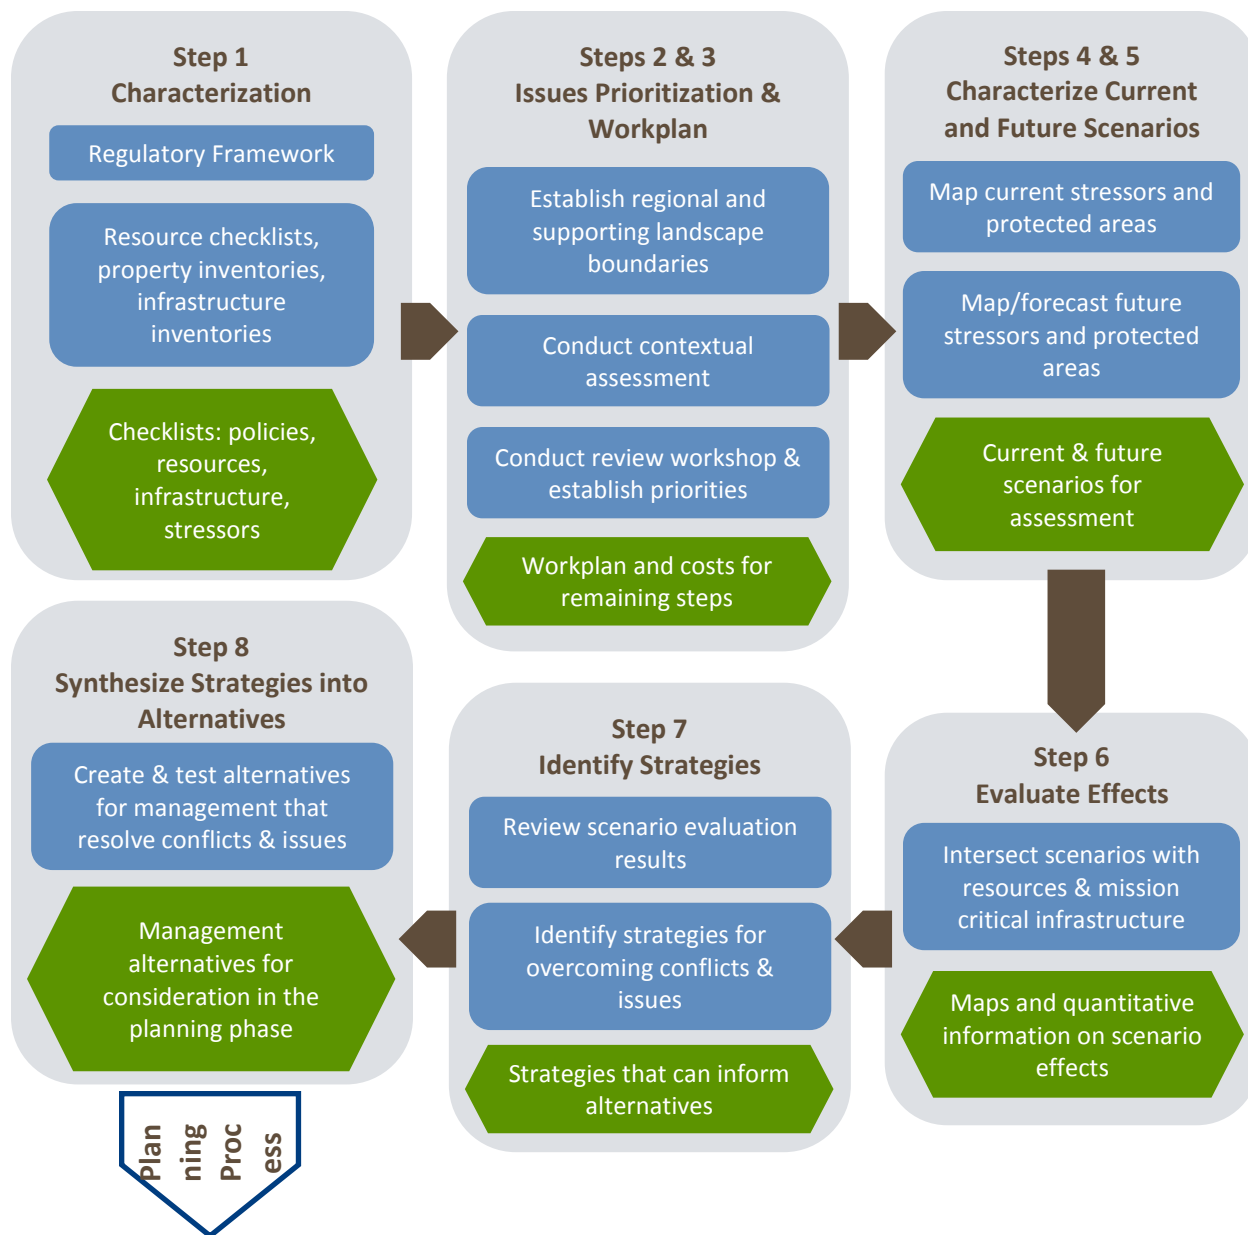 Step 1
Characterization
Regulatory Framework
Resource checklists,
property inventories,
infrastructure
inventories
Checklists: policies,
resources,
infrastructure,
stressors
Steps 2 & 3
Issues Prioritization &
Workplan
Establish regional and
supporting landscape
boundaries
Conduct contextual
assessment
Conduct review workshop &
establish priorities
Workplan and costs for
remaining steps
Steps 4 & 5
Characterize Current
and Future Scenarios
Map current stressors and
protected areas
Map/forecast future
stressors and protected
areas
Current & future
scenarios for
assessment
Step 6
Evaluate Effects
Intersect scenarios with
resources & mission
critical infrastructure
Maps and quantitative
information on scenario
effects
Step 7
Identify Strategies
Review scenario evaluation
results
Identify strategies for
overcoming conflicts &
issues
Strategies that can inform
alternatives
Step 8
Synthesize Strategies into
Alternatives
Create & test alternatives
for management that
resolve conflicts & issues
Management
alternatives for
consideration in the
planning phase
Plan
ning
Proc
ess